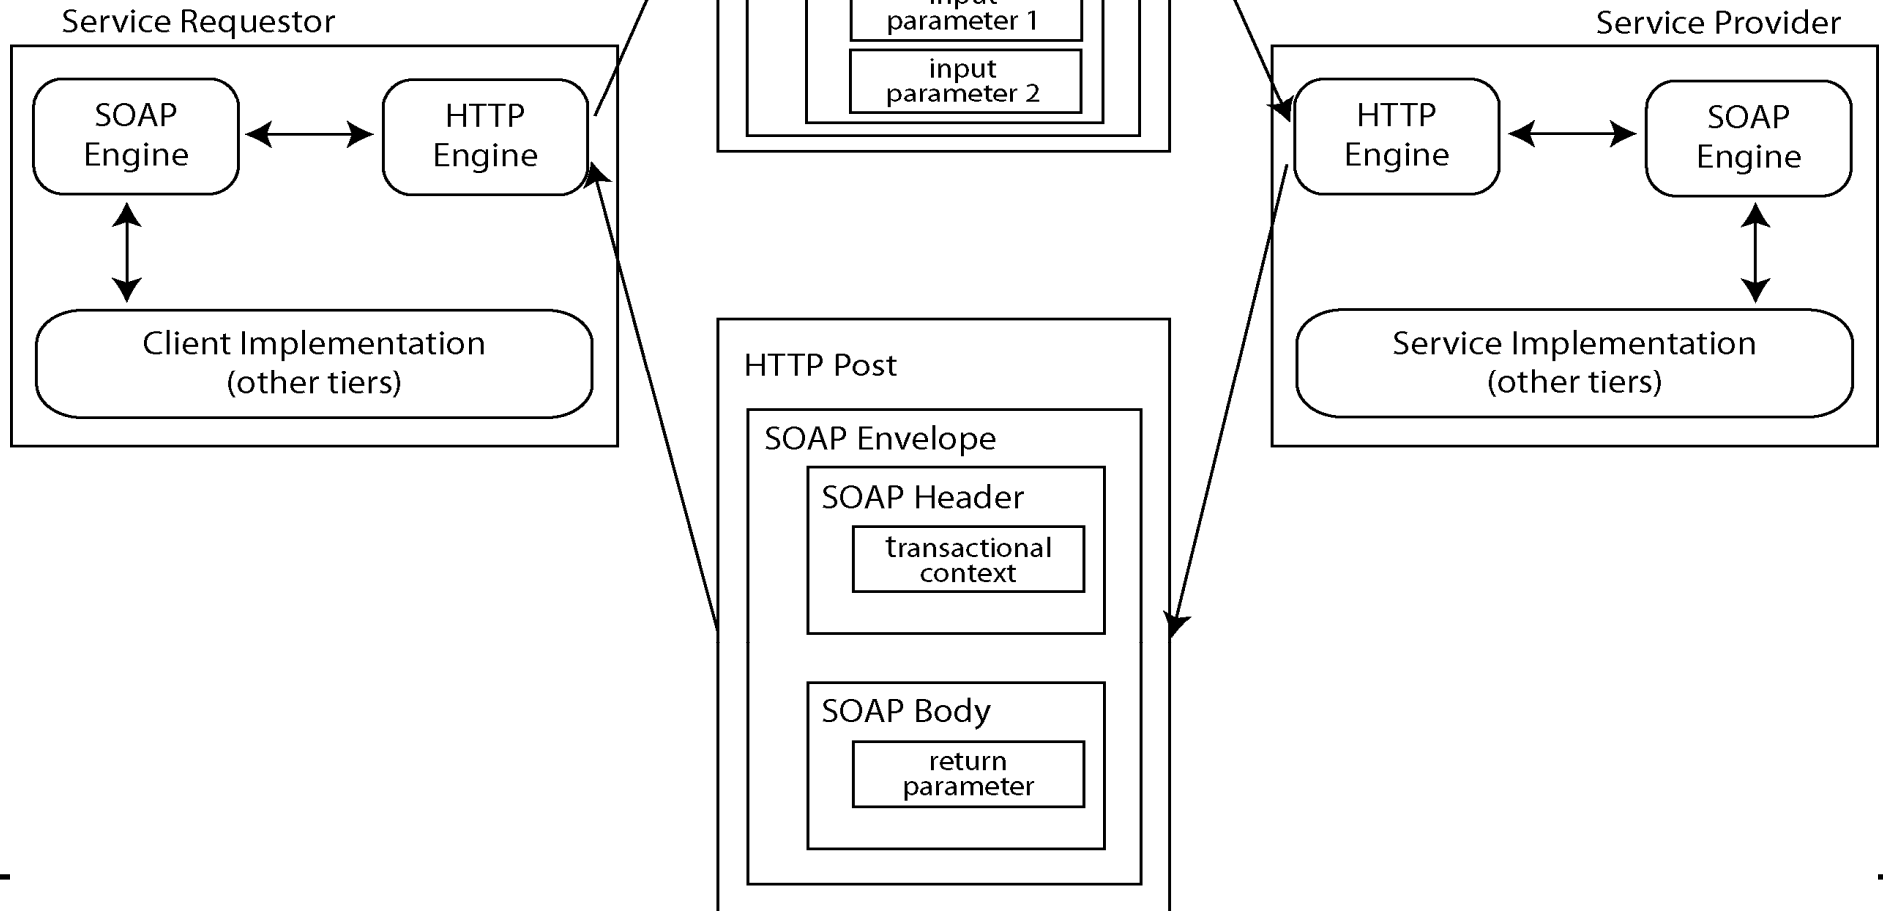 Service Requestor
SOAP
Engine
HTTP
Engine
Client Implementation
(other tiers)
input
parameter 1
input
parameter 2
HTTP Post
SOAP Envelope
SOAP Header
transactional
context
SOAP Body
return
parameter
Service Provider
HTTP
Engine
SOAP
Engine
Service Implementation
(other tiers)